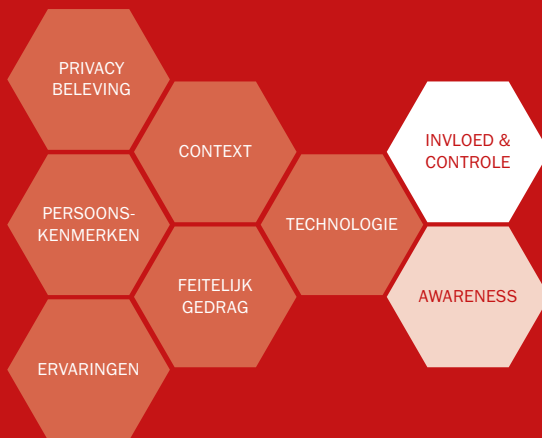 PRIVACY
BELEVING
CONTEXT
INVLOED &
CONTROLE
PERSOONS-
KENMERKEN
TECHNOLOGIE
FEITELIJK
GEDRAG
AWARENESS
ERVARINGEN